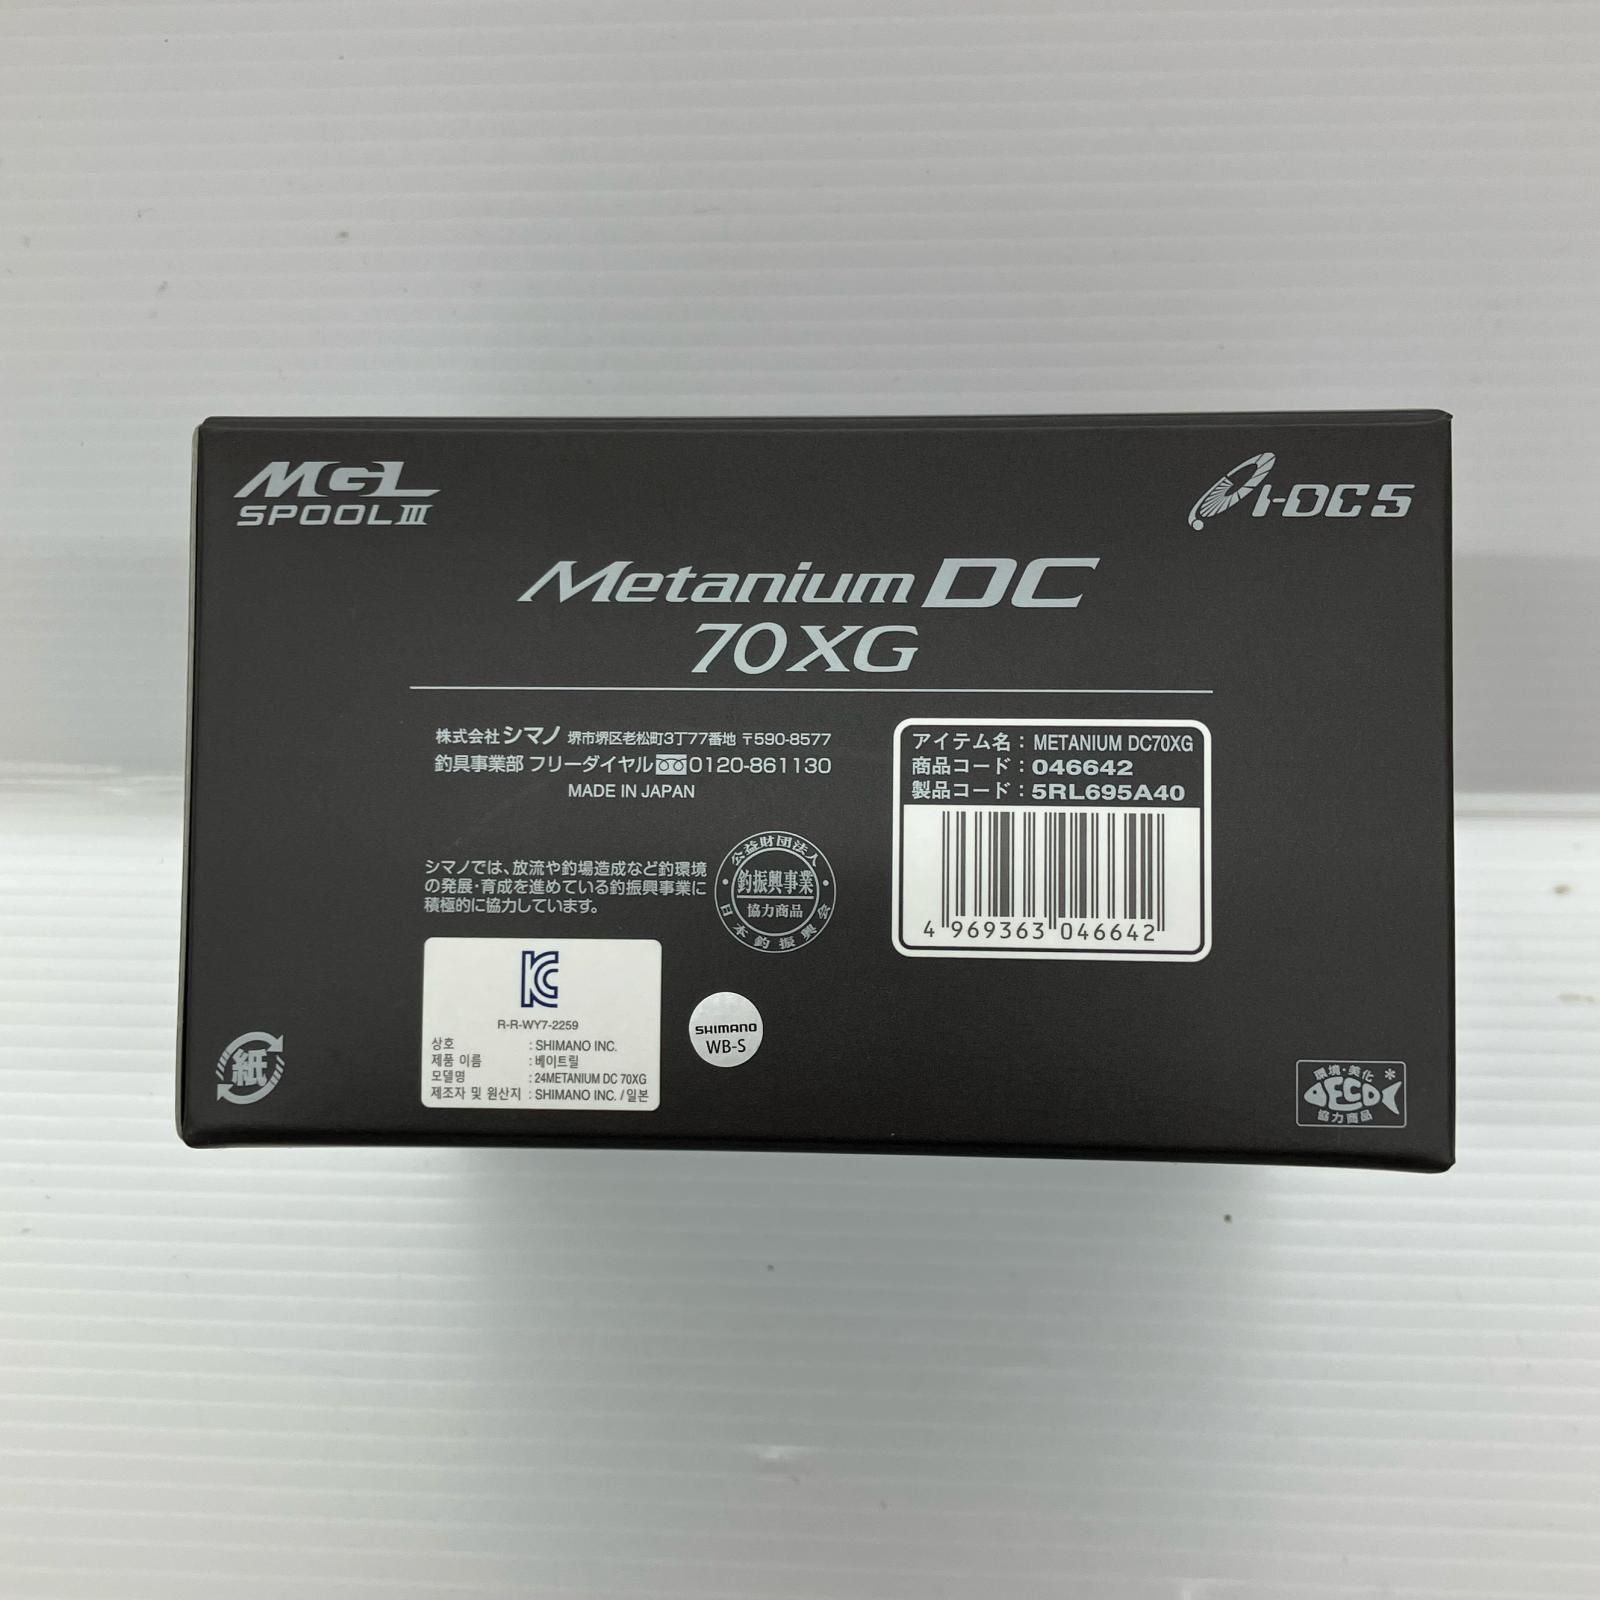 MGL
SPOOL III
I-DC5
Metanium DC
70XG
株式会社シマノ 堺市堺区老松町3丁77番地 〒590-8577
釣具事業部 フリーダイヤル 0120-861130
MADE IN JAPAN
アイテム名：METANIUM DC70XG
商品コード：046642
製品コード：5RL695A40
4 969363 046642
シマノでは、放流や釣場造成など釣環境
の発展・育成を進めている釣振興事業に
積極的に協力しています。
公益財団法人
釣振興事業
協力商品
日本釣振興会
R-R-WY7-2259
상호 : SHIMANO INC.
제품 이름 : 베이트릴
모델명 : 24METANIUM DC 70XG
제조자 및 원산지 : SHIMANO INC. / 일본
SHIMANO
WB-S
紙
環境・美化
DECO
協力商品